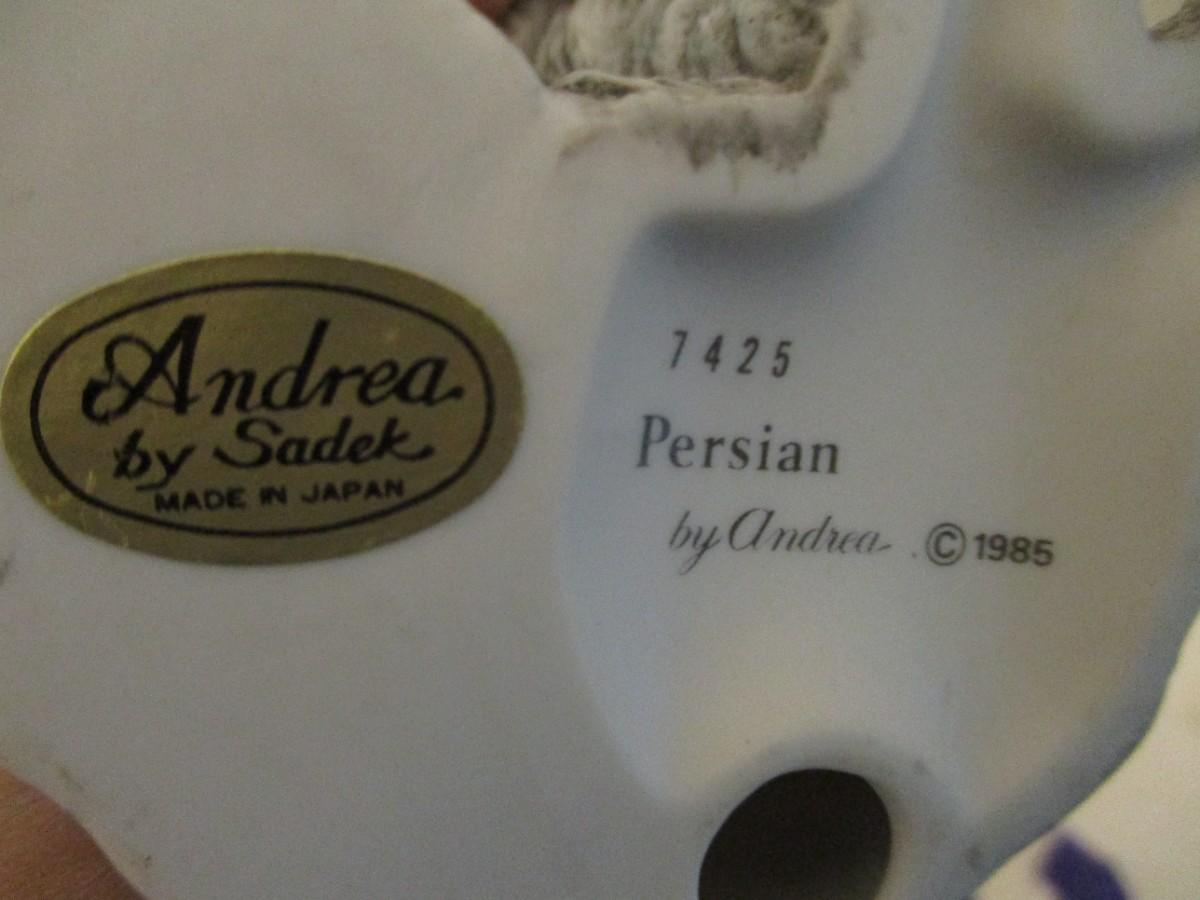 Andrea
by Sadek
MADE IN JAPAN
7425
Persian
by Andrea ©1985